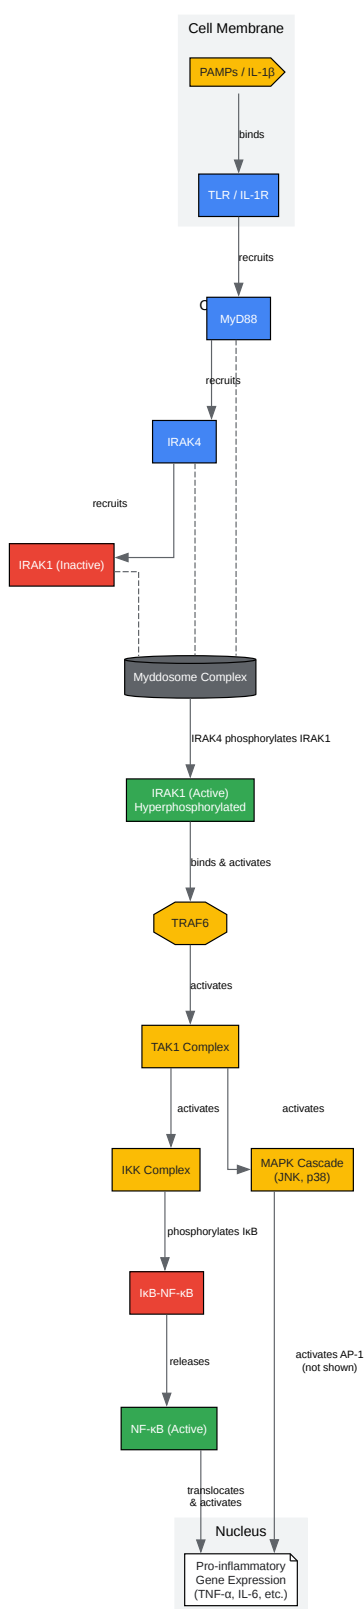 Cell Membrane
PAMPs / IL-1β
binds
TLR / IL-1R
recruits
C
MyD88
recruits
IRAK4
recruits
IRAK1 (Inactive)
Myddosome Complex
IRAK4 phosphorylates IRAK1
IRAK1 (Active)
Hyperphosphorylated
binds & activates
TRAF6
activates
TAK1 Complex
activates
activates
IKK Complex
MAPK Cascade
(JNK, p38)
phosphorylates IκB
IκB-NF-κB
releases
activates AP-1
(not shown)
NF-κB (Active)
translocates
& activates
Nucleus
Pro-inflammatory
Gene Expression
(TNF-α, IL-6, etc.)